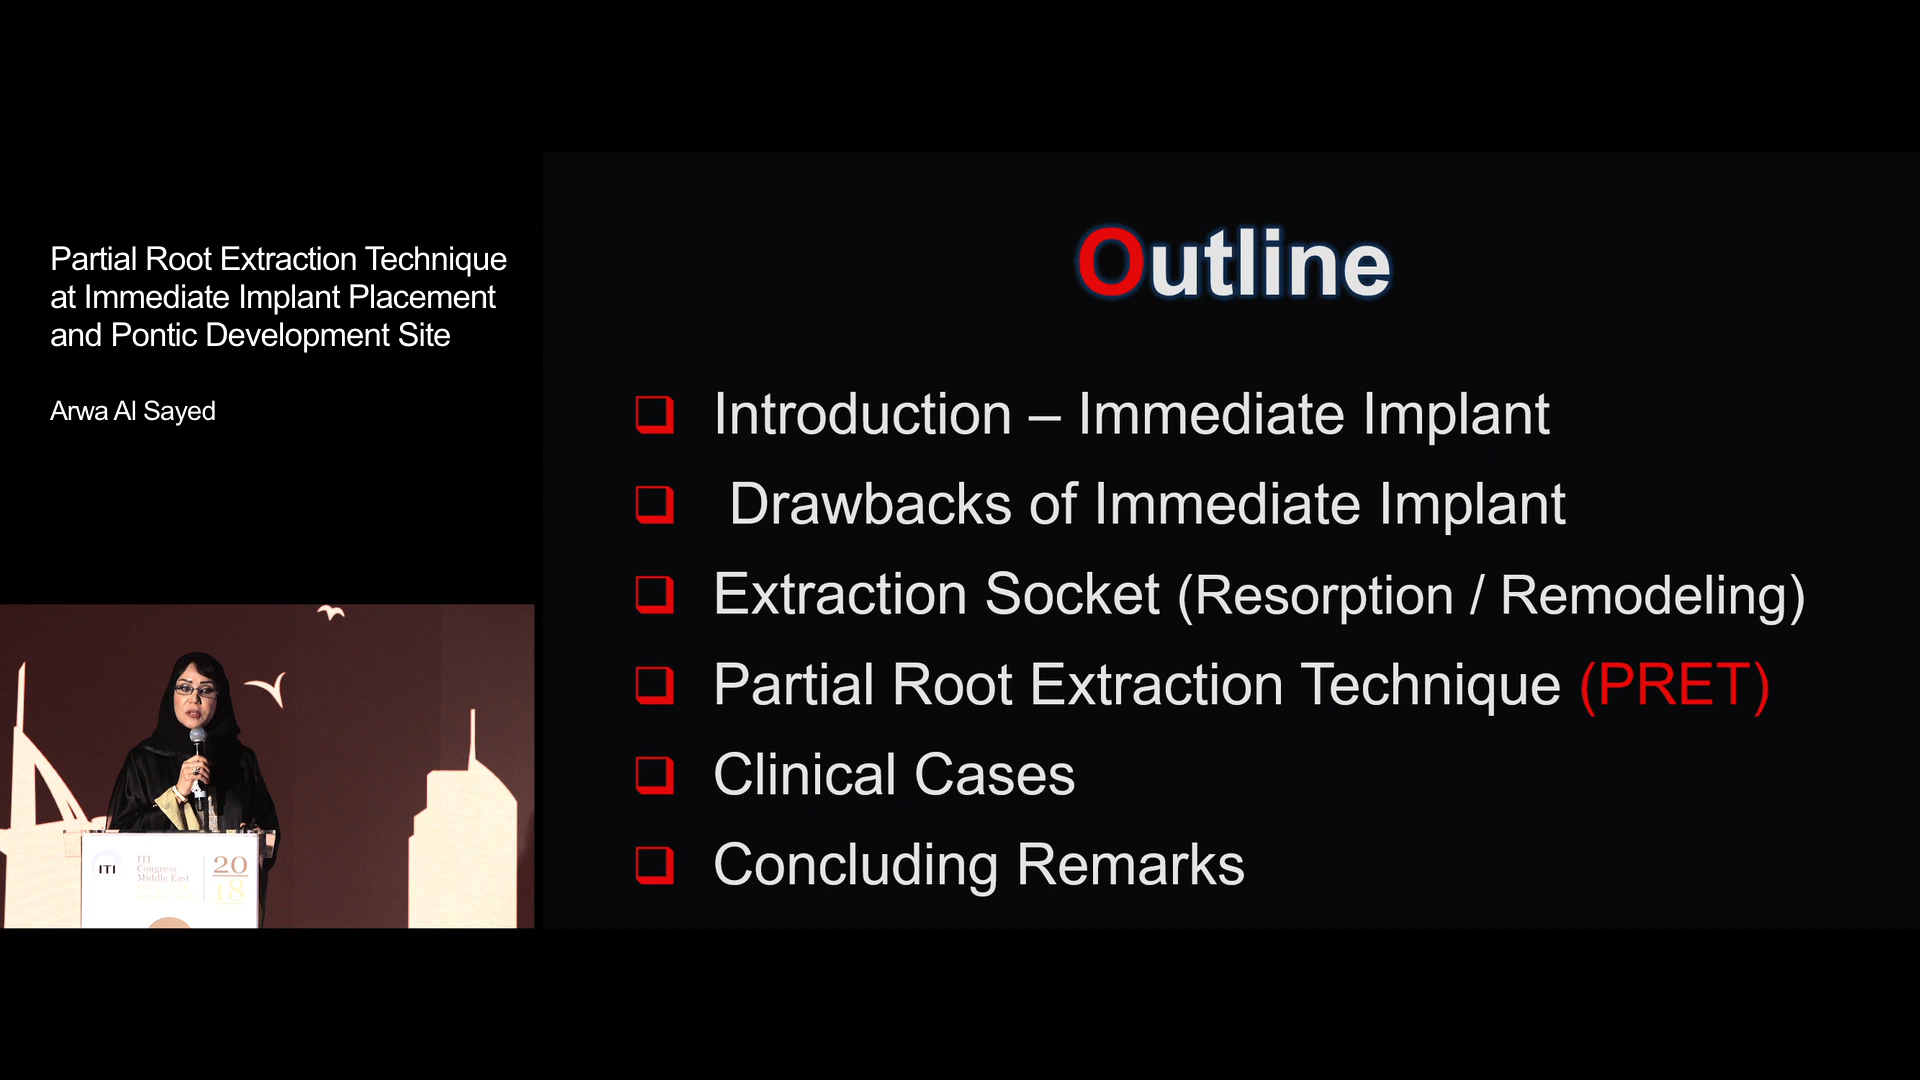 Partial Root Extraction Technique
at Immediate Implant Placement
and Pontic Development Site
Arwa Al Sayed
Outline
Introduction – Immediate Implant
Drawbacks of Immediate Implant
Extraction Socket (Resorption / Remodeling)
Partial Root Extraction Technique (PRET)
Clinical Cases
Concluding Remarks
ITI
ITI
Congress
Middle East
20
18